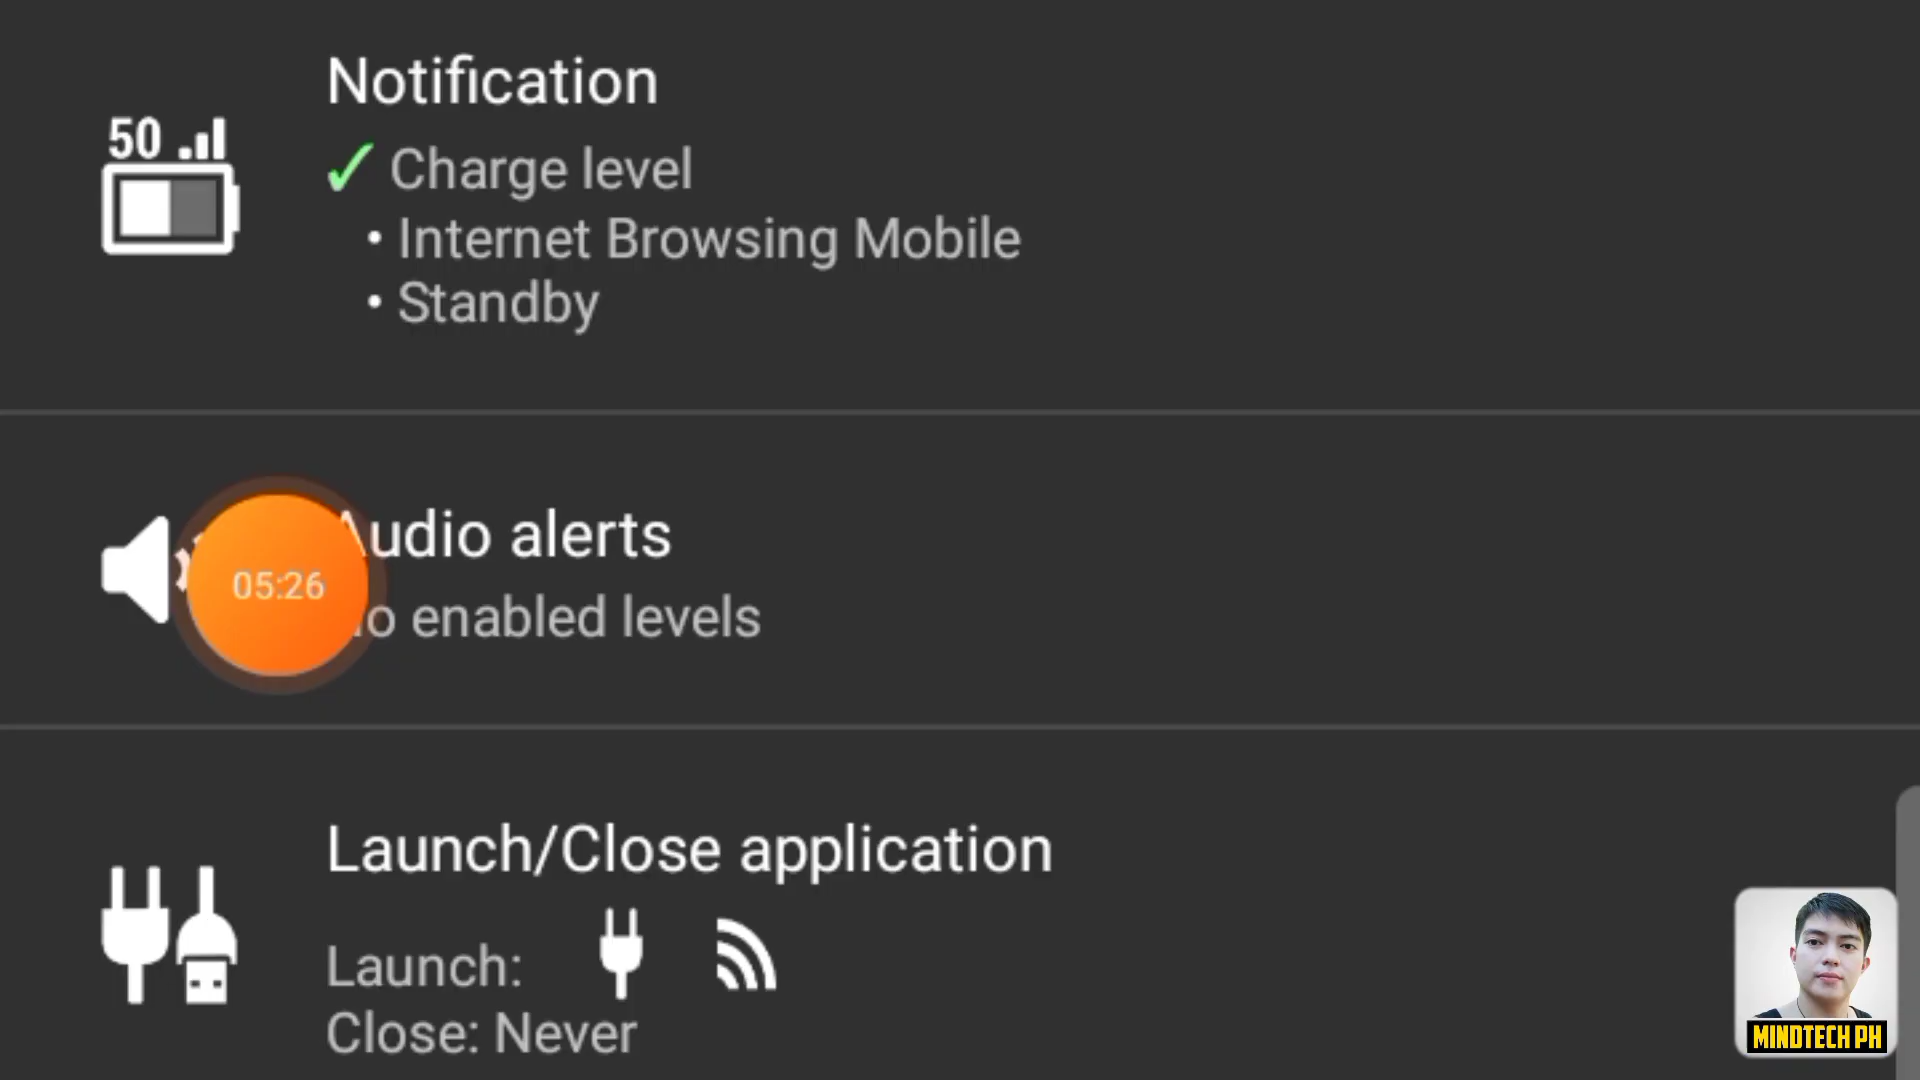 Notification
50
✓ Charge level
• Internet Browsing Mobile
• Standby
Audio alerts
05:26
o enabled levels
Launch/Close application
Launch:
Close: Never
MINDTECH PH